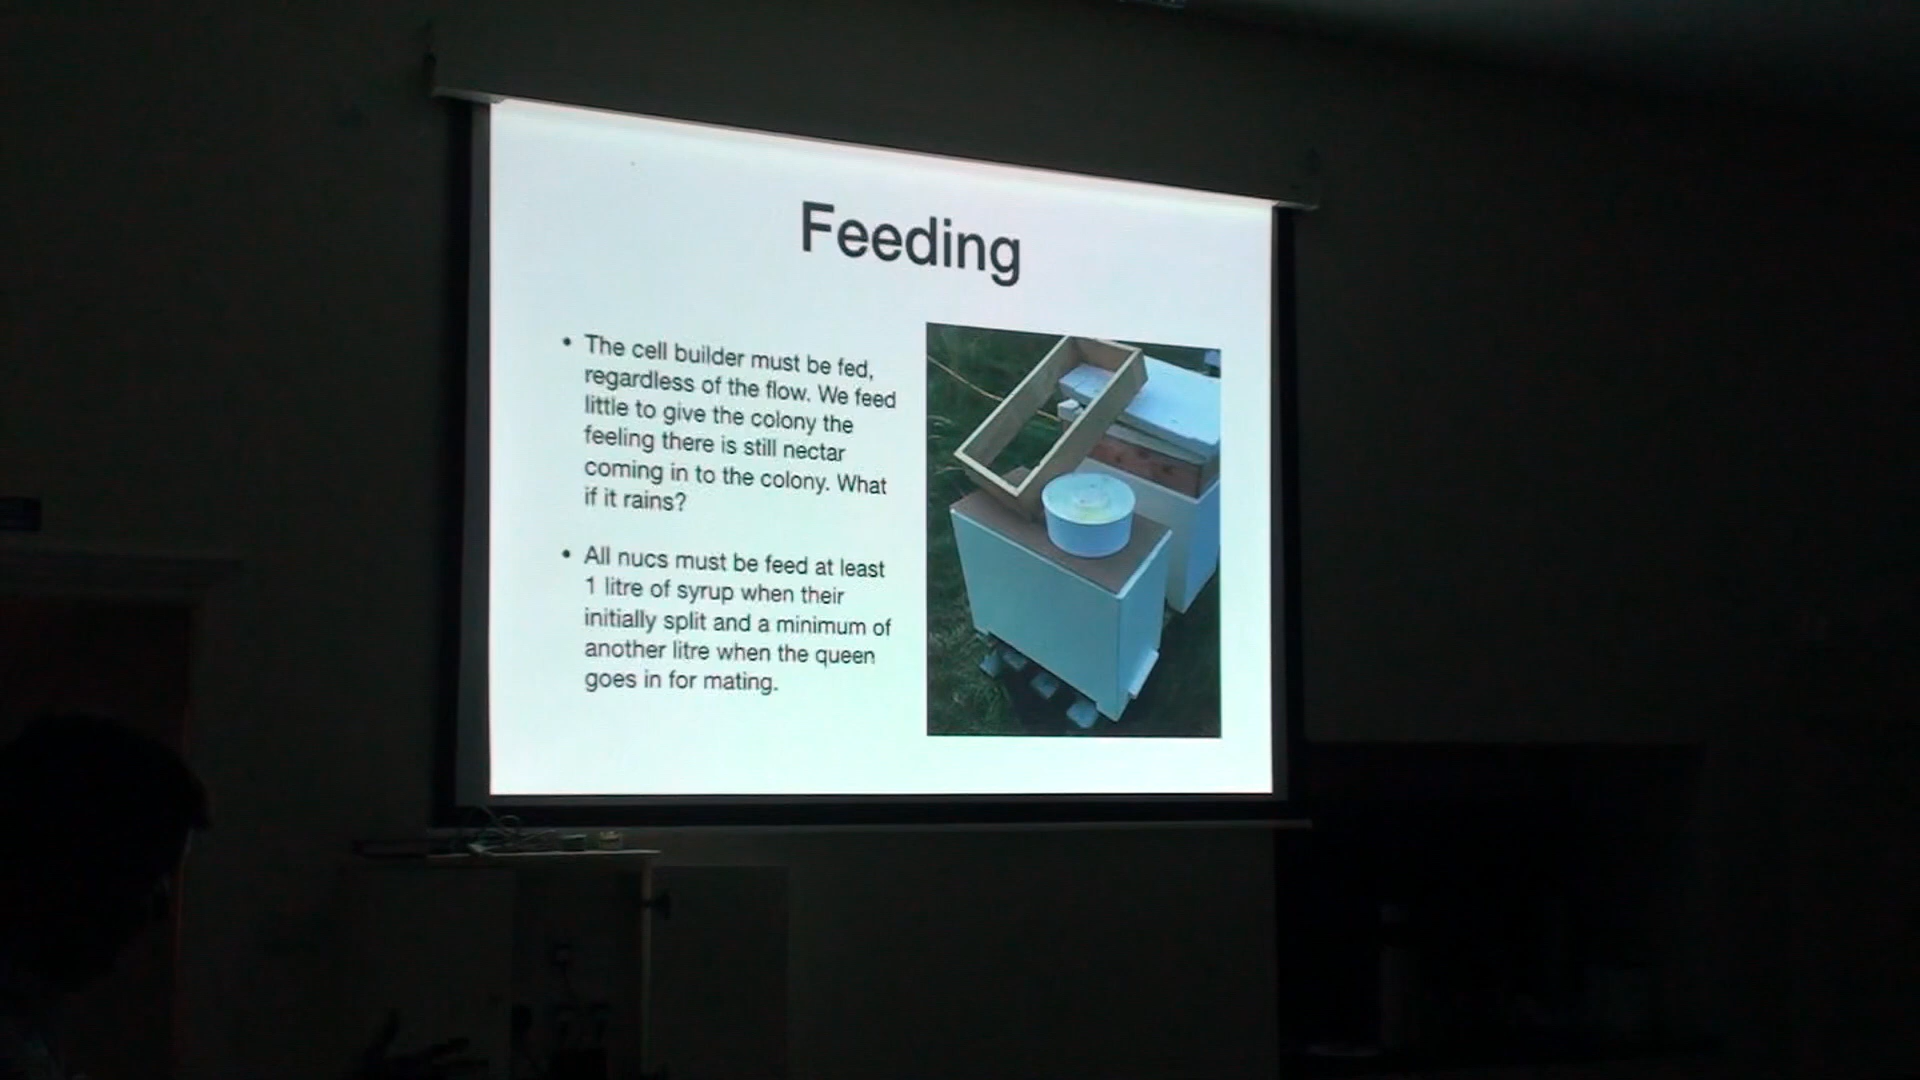 Feeding
• The cell builder must be fed,
regardless of the flow. We feed
little to give the colony the
feeling there is still nectar
coming in to the colony. What
if it rains?
• All nucs must be feed at least
1 litre of syrup when their
initially split and a minimum of
another litre when the queen
goes in for mating.